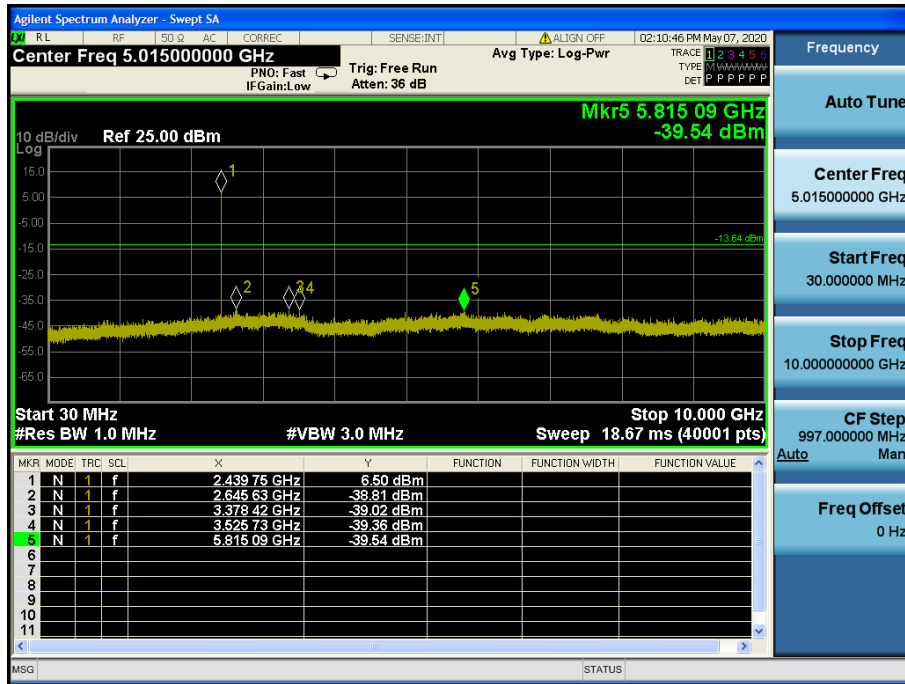 Agilent Spectrum Analyzer - Swept SA
LXI RL RF 50 Ω AC CORREC SENSE:INT ALIGN OFF 02:10:46 PM May 07, 2020
Center Freq 5.015000000 GHz
PNO: Fast
IFGain:Low
Trig: Free Run
Atten: 36 dB
Avg Type: Log-Pwr
TRACE 1 2 3 4 5 6
TYPE M W W W W W
DET P P P P P P
Mkr5 5.815 09 GHz
-39.54 dBm
10 dB/div Ref 25.00 dBm
Log
15.0
5.00
-5.00
-15.0
-25.0
-35.0
-45.0
-55.0
-65.0
1
2
3
4
5
-13.64 dBm
Start 30 MHz Stop 10.000 GHz
#Res BW 1.0 MHz #VBW 3.0 MHz Sweep 18.67 ms (40001 pts)
MKR MODE TRC SCL X Y FUNCTION FUNCTION WIDTH FUNCTION VALUE
1 N 1 f 2.439 75 GHz 6.50 dBm
2 N 1 f 2.645 63 GHz -38.81 dBm
3 N 1 f 3.378 42 GHz -39.02 dBm
4 N 1 f 3.525 73 GHz -39.36 dBm
5 N 1 f 5.815 09 GHz -39.54 dBm
6
7
8
9
10
11
MSG STATUS
Frequency
Auto Tune
Center Freq
5.015000000 GHz
Start Freq
30.000000 MHz
Stop Freq
10.000000000 GHz
CF Step
997.000000 MHz
Auto Man
Freq Offset
0 Hz